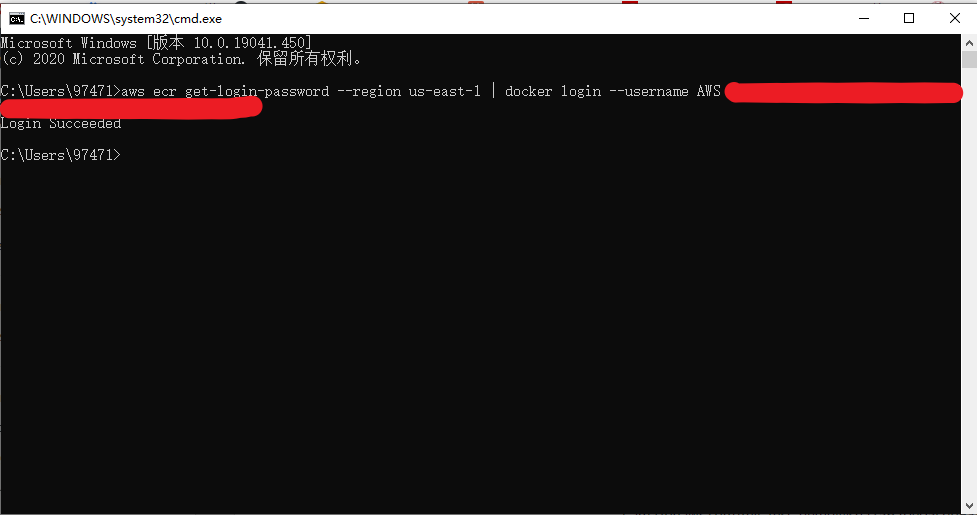 C:\WINDOWS\system32\cmd.exe
Microsoft Windows [版本 10.0.19041.450]
(c) 2020 Microsoft Corporation. 保留所有权利。
C:\Users\97471>aws ecr get-login-password --region us-east-1 | docker login --username AWS
Login Succeeded
C:\Users\97471>